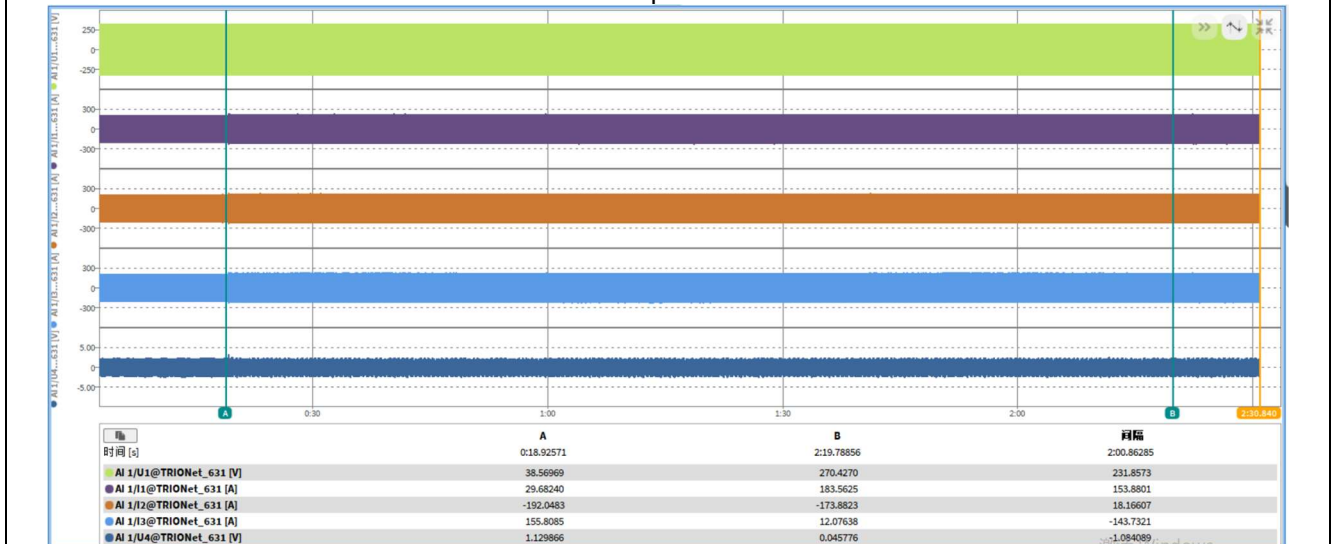 AI 1/U1...631 [V]
250
0
-250
AI 1/I1...631 [A]
300
0
-300
AI 1/I2...631 [A]
300
0
-300
AI 1/I3...631 [A]
300
0
-300
AI 1/U4...631 [V]
5.00
0
-5.00
A 0:30 1:00 1:30 2:00 B 2:30.840
A B 间隔
时间 [s] 0:18.92571 2:19.78856 2:00.86285
AI 1/U1@TRIONet_631 [V] 38.56969 270.4270 231.8573
AI 1/I1@TRIONet_631 [A] 29.68240 183.5625 153.8801
AI 1/I2@TRIONet_631 [A] -192.0483 -173.8823 18.16607
AI 1/I3@TRIONet_631 [A] 155.8085 12.07638 -143.7321
AI 1/U4@TRIONet_631 [V] 1.129866 0.045776 -1.084089